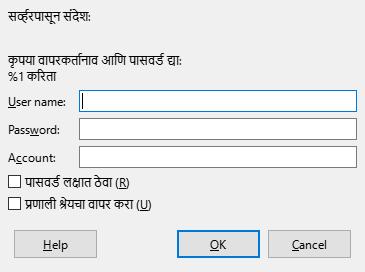 सर्व्हरपासून संदेश:
कृपया वापरकर्तानाव आणि पासवर्ड द्या:
%1 करिता
User name:
Password:
Account:
पासवर्ड लक्षात ठेवा (R)
प्रणाली श्रेयचा वापर करा (U)
Help OK Cancel